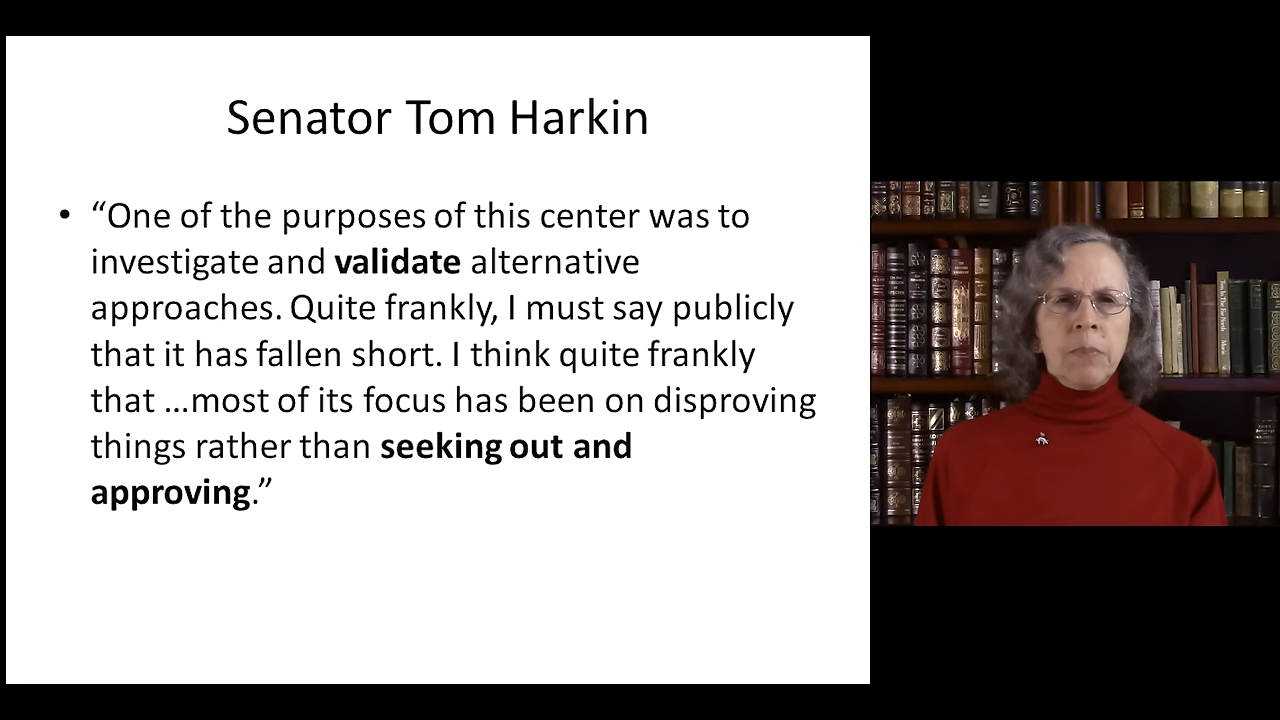 Senator Tom Harkin
• “One of the purposes of this center was to
investigate and validate alternative
approaches. Quite frankly, I must say publicly
that it has fallen short. I think quite frankly
that …most of its focus has been on disproving
things rather than seeking out and
approving.”